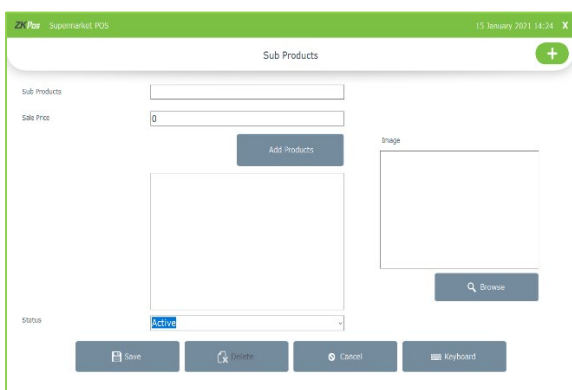 ZKPos Supermarket POS 15 January 2021 14:24 X
Sub Products
+
Sub Products
Sale Price 0
Add Products
Image
Browse
Status Active
Save Delete Cancel Keyboard